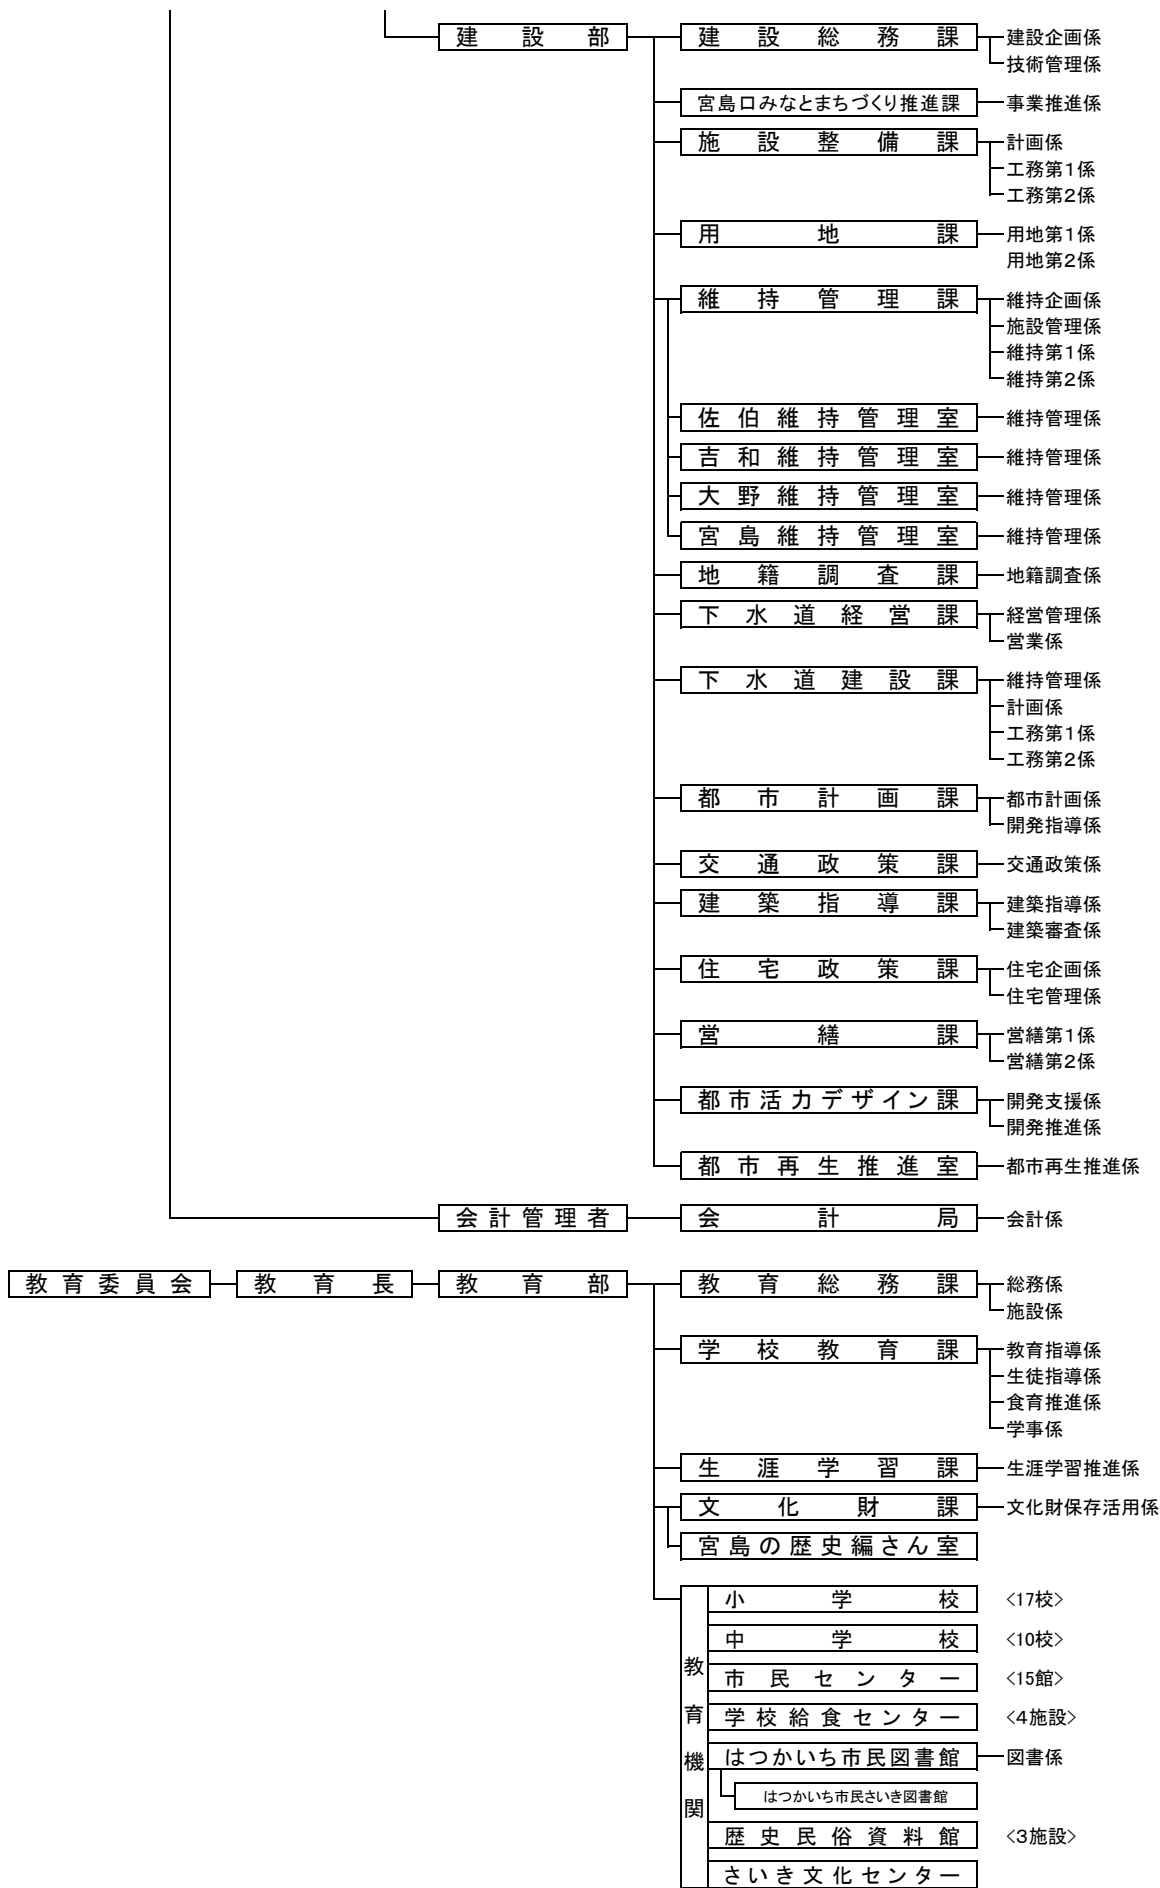 建設部 建設総務課 建設企画係
技術管理係
宮島口みなとまちづくり推進課 事業推進係
施設整備課 計画係
工務第1係
工務第2係
用地課 用地第1係
用地第2係
維持管理課 維持企画係
施設管理係
維持第1係
維持第2係
佐伯維持管理室 維持管理係
吉和維持管理室 維持管理係
大野維持管理室 維持管理係
宮島維持管理室 維持管理係
地籍調査課 地籍調査係
下水道経営課 経営管理係
営業係
下水道建設課 維持管理係
計画係
工務第1係
工務第2係
都市計画課 都市計画係
開発指導係
交通政策課 交通政策係
建築指導課 建築指導係
建築審査係
住宅政策課 住宅企画係
住宅管理係
営繕課 営繕第1係
営繕第2係
都市活力デザイン課 開発支援係
開発推進係
都市再生推進室 都市再生推進係
会計管理者 会計局 会計係
教育委員会 教育長 教育部 教育総務課 総務係
施設係
学校教育課 教育指導係
生徒指導係
食育推進係
学事係
生涯学習課 生涯学習推進係
文化財課 文化財保存活用係
宮島の歴史編さん室
教育機関
小学校 <17校>
中学校 <10校>
市民センター <15館>
学校給食センター <4施設>
はつかいち市民図書館 図書係
はつかいち市民さいき図書館
歴史民俗資料館 <3施設>
さいき文化センター